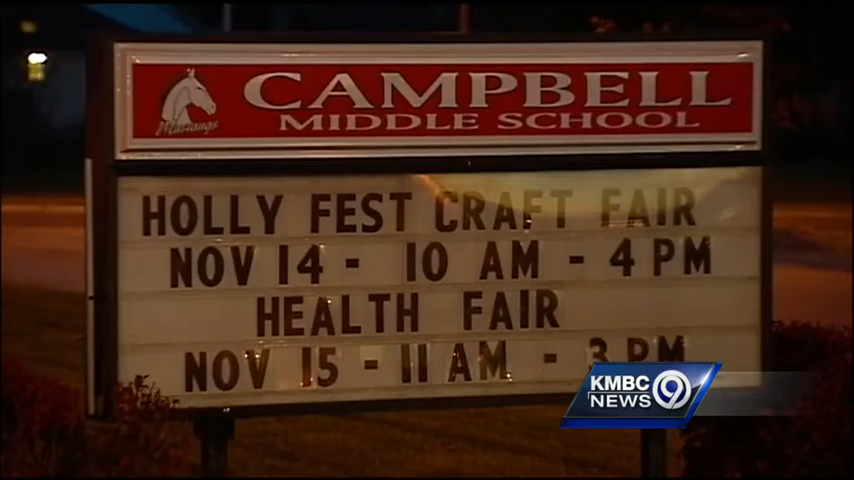 CAMPBELL
Mustangs
MIDDLE SCHOOL
HOLLY FEST CRAFT FAIR
NOV 14 - 10 AM - 4 PM
HEALTH FAIR
NOV 15 - 11 AM - 3 PM
KMBC 9
NEWS